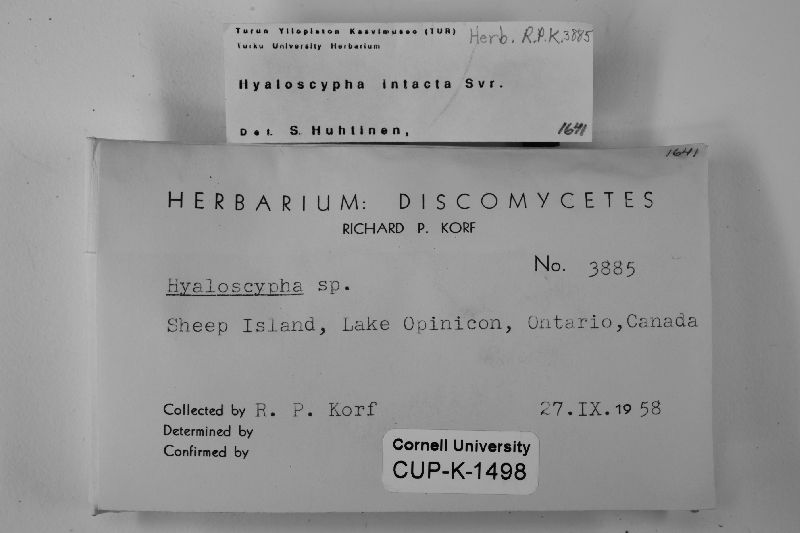 Turun Yliopiston Kasvimuseo (TUR)
Turku University Herbarium
Herb. R.P.K. 3885
Hyaloscypha intacta Svr.
Det. S. Huhtinen,
1641
1641
HERBARIUM: DISCOMYCETES
RICHARD P. KORF
No. 3885
Hyaloscypha sp.
Sheep Island, Lake Opinicon, Ontario,Canada
Collected by R. P. Korf 27.IX.1958
Determined by
Confirmed by
Cornell University
CUP-K-1498